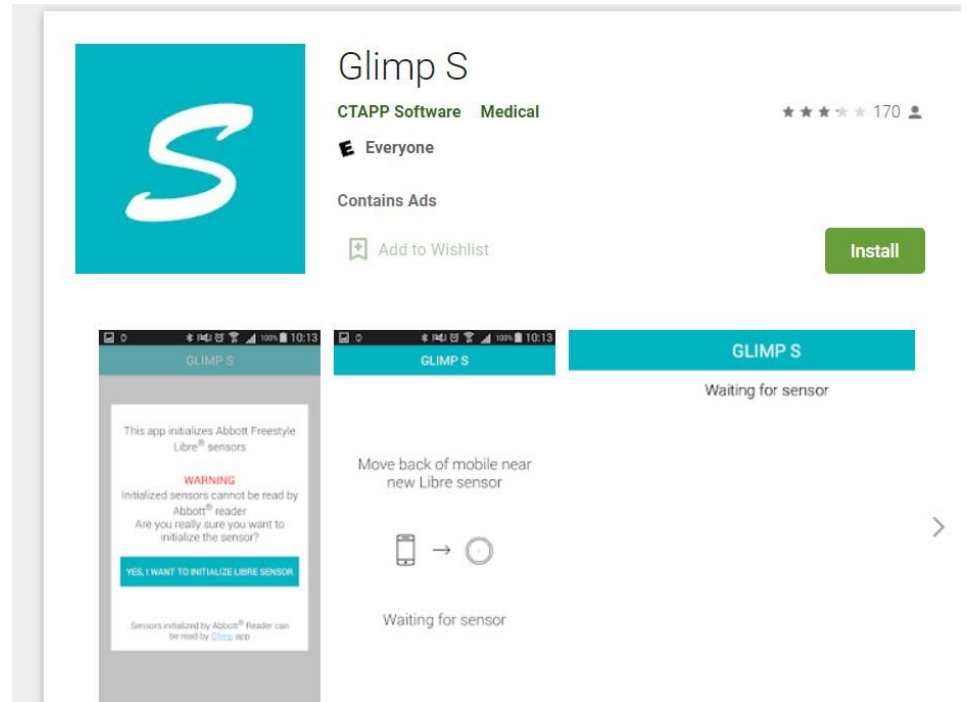 S
Glimp S
CTAPP Software Medical
170
E Everyone
Contains Ads
Add to Wishlist
Install
100% 10:13
GLIMP S
This app initializes Abbott Freestyle
Libre® sensors
WARNING
Initialized sensors cannot be read by
Abbott® reader
Are you really sure you want to
initialize the sensor?
YES, I WANT TO INITIALIZE LIBRE SENSOR
Sensors initialized by Abbott® Reader can
be read by Glimp app
100% 10:13
GLIMP S
Move back of mobile near
new Libre sensor
Waiting for sensor
GLIMP S
Waiting for sensor